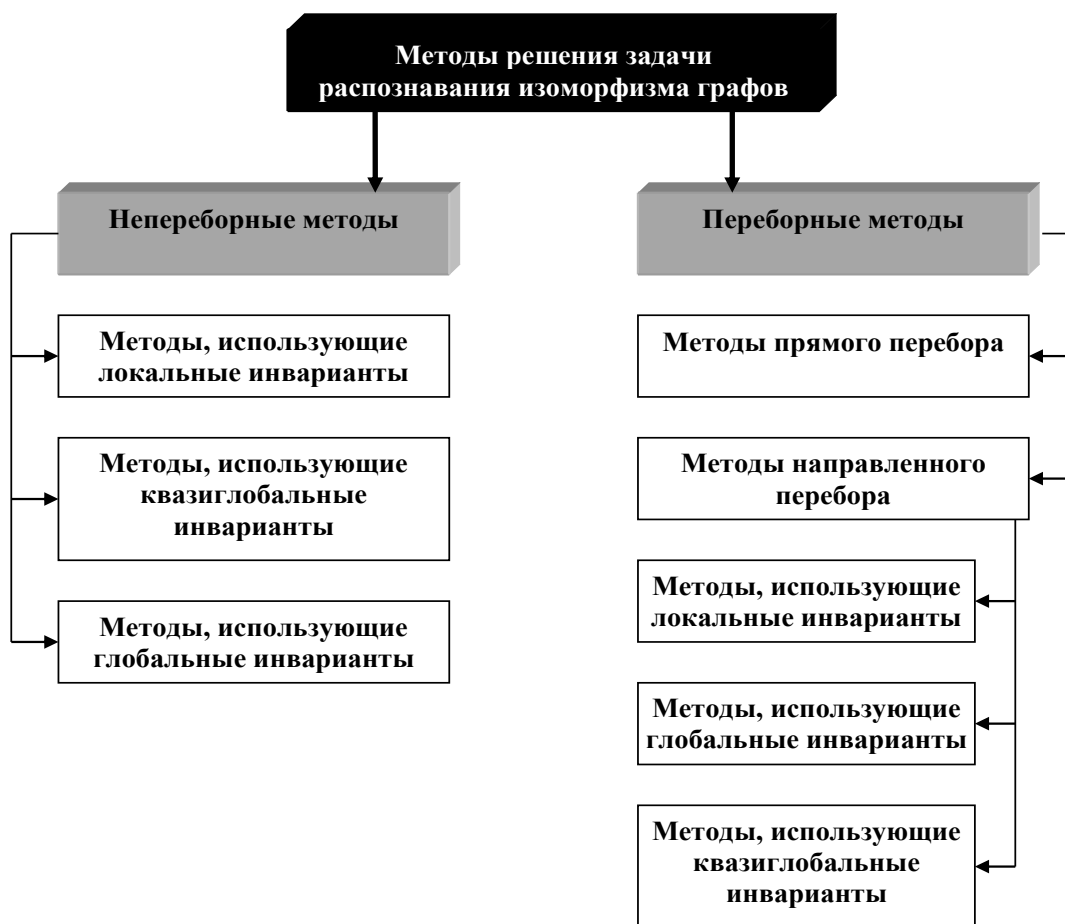 Методы решения задачи
распознавания изоморфизма графов
Непереборные методы
Переборные методы
Методы, использующие
локальные инварианты
Методы, использующие
квазиглобальные
инварианты
Методы, использующие
глобальные инварианты
Методы прямого перебора
Методы направленного
перебора
Методы, использующие
локальные инварианты
Методы, использующие
глобальные инварианты
Методы, использующие
квазиглобальные
инварианты